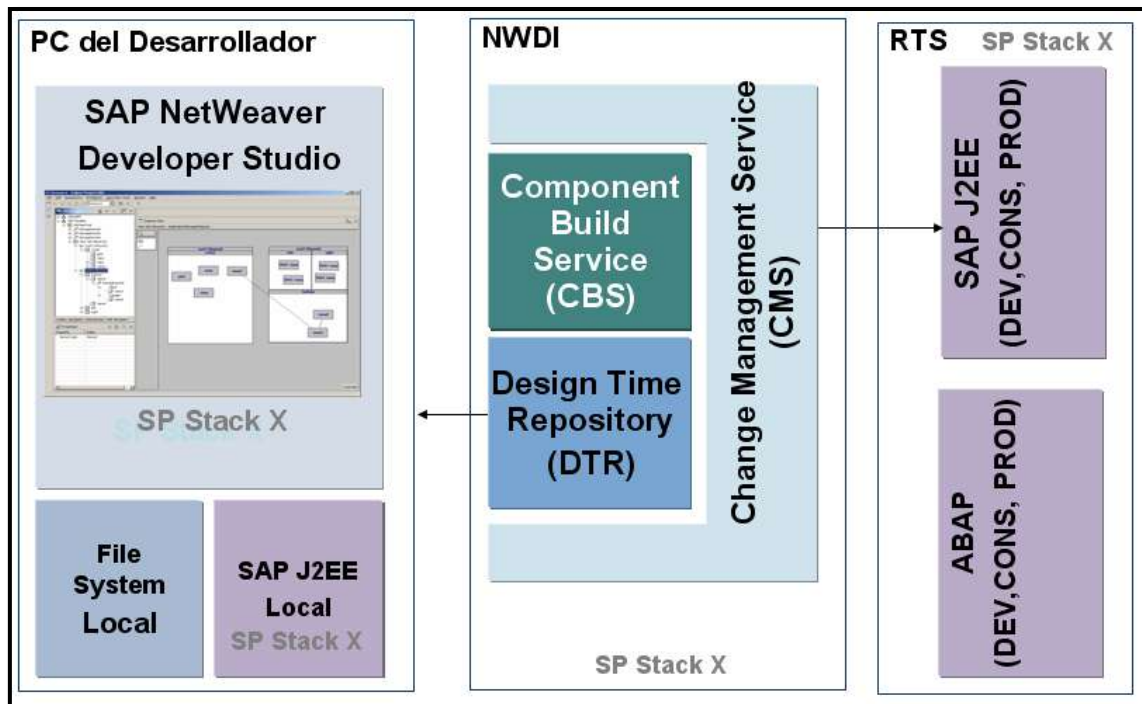 PC del Desarrollador
SAP NetWeaver
Developer Studio
SP Stack X
File
System
Local
SAP J2EE
Local
SP Stack X
NWDI
Component
Build
Service
(CBS)
Design Time
Repository
(DTR)
Change Management Service
(CMS)
SP Stack X
RTS
SP Stack X
SAP J2EE
(DEV,CONS, PROD)
ABAP
(DEV,CONS, PROD)